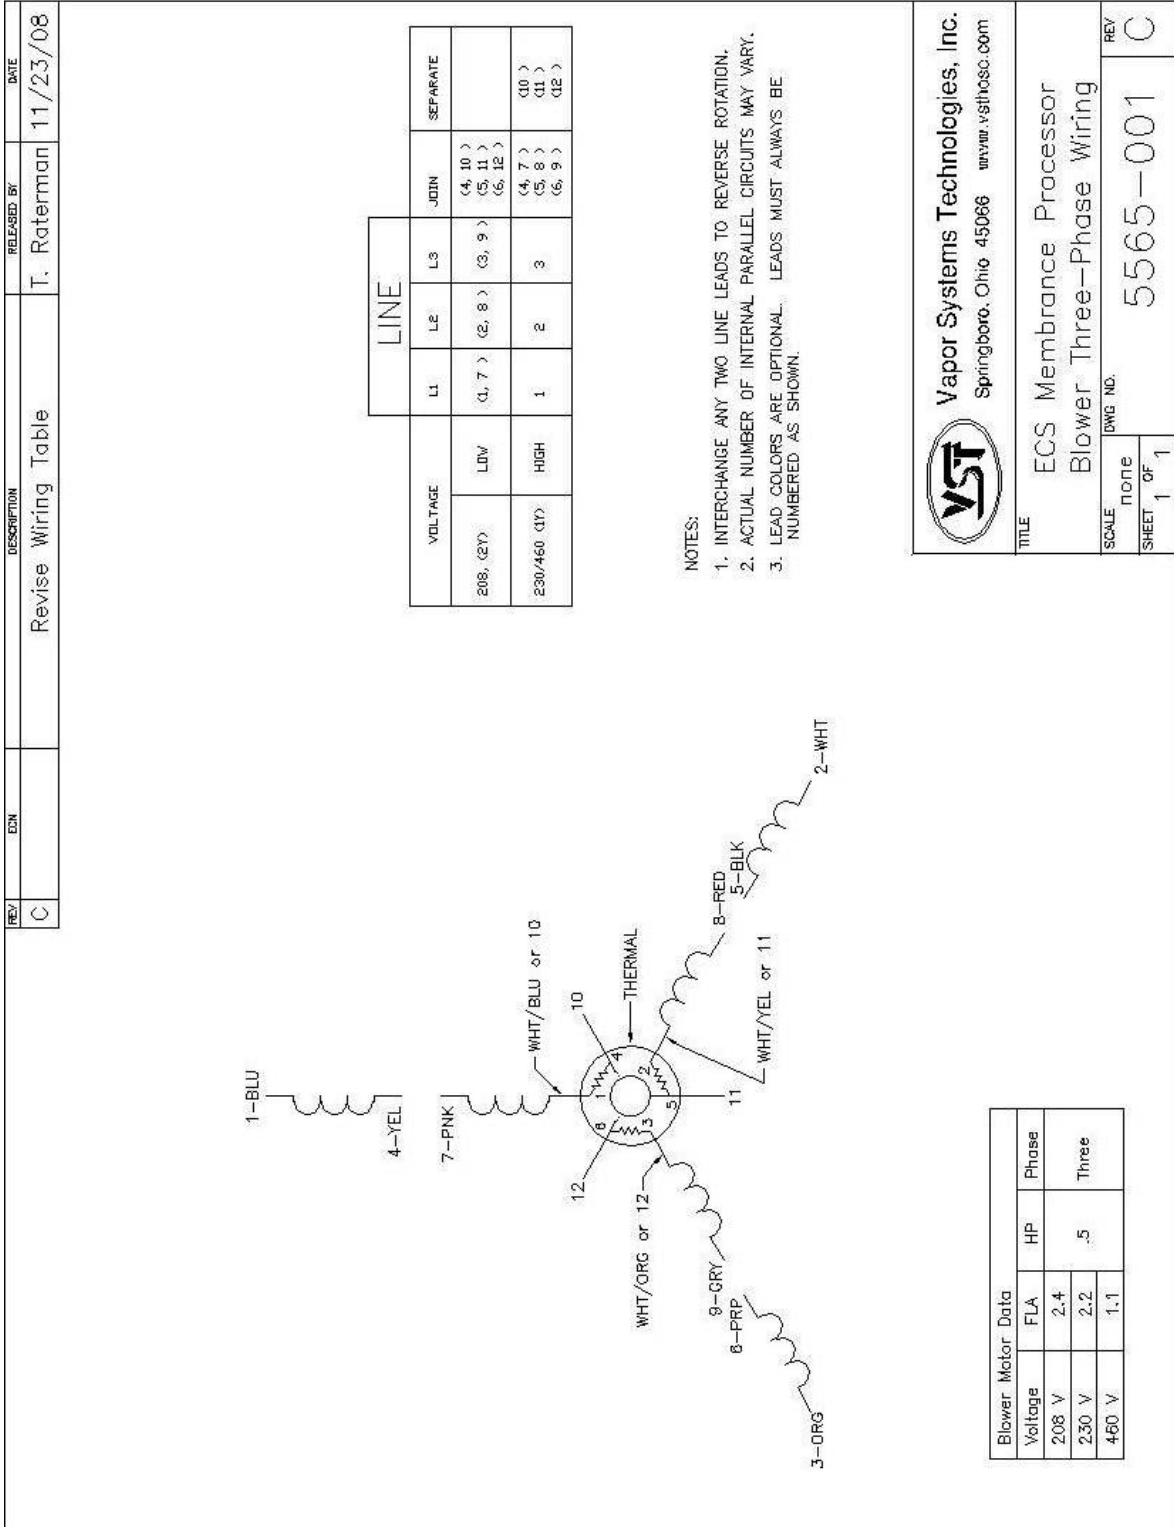 REV ECN DESCRIPTION RELEASED BY DATE
C Revise Wiring Table T. Raterman 11/23/08
1-BLU
4-YEL
7-PNK
WHT/BLU or 10
10
THERMAL
12
1
4
6
2
3
5
11
WHT/ORG or 12
WHT/YEL or 11
9-GRY
6-PRP
3-ORG
8-RED
5-BLK
2-WHT
LINE
VOLTAGE L1 L2 L3 JOIN SEPARATE
208, (2Y) LOW (1, 7 ) (2, 8 ) (3, 9 ) (4, 10 )
(5, 11 )
(6, 12 )
230/460 (1Y) HIGH 1 2 3 (4, 7 ) (10 )
(5, 8 ) (11 )
(6, 9 ) (12 )
NOTES:
1. INTERCHANGE ANY TWO LINE LEADS TO REVERSE ROTATION.
2. ACTUAL NUMBER OF INTERNAL PARALLEL CIRCUITS MAY VARY.
3. LEAD COLORS ARE OPTIONAL. LEADS MUST ALWAYS BE
NUMBERED AS SHOWN.
Blower Motor Data
Voltage FLA HP Phase
208 V 2.4
230 V 2.2 .5 Three
460 V 1.1
VST
Vapor Systems Technologies, Inc.
Springboro, Ohio 45066 www.vsthose.com
TITLE
ECS Membrance Processor
Blower Three-Phase Wiring
SCALE none
DWG NO. 5565-001
REV C
SHEET 1 OF 1